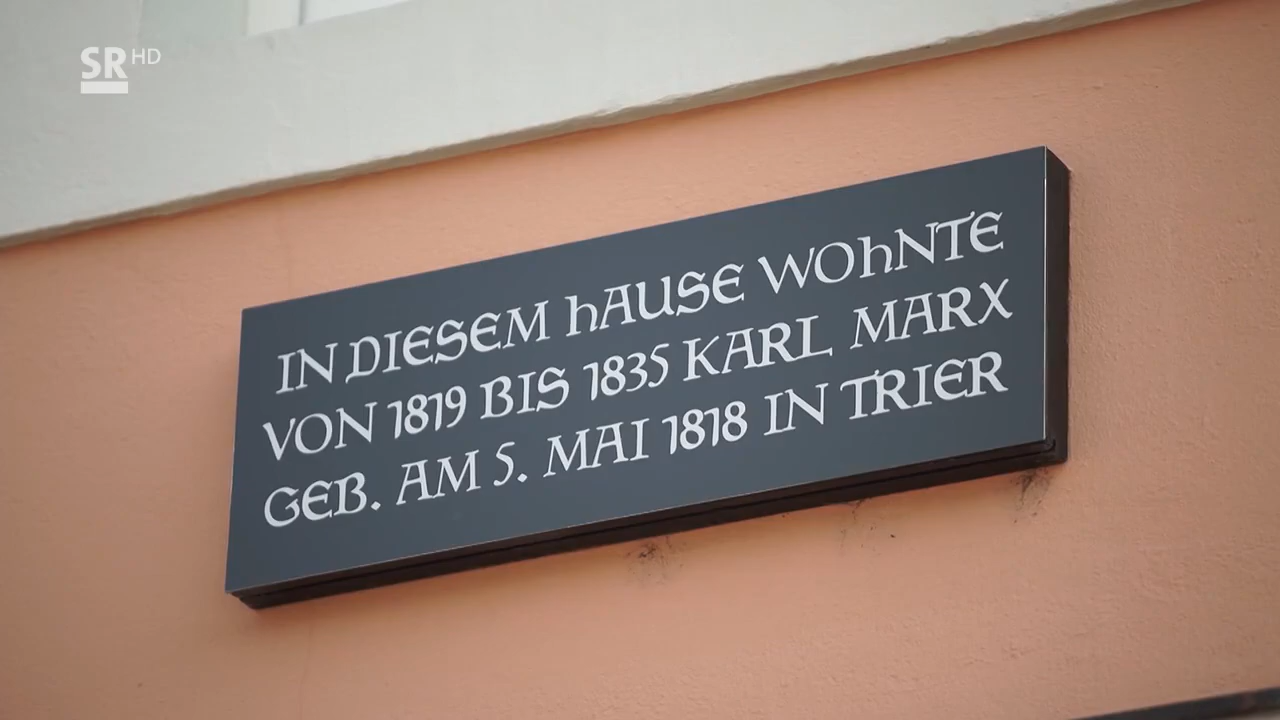 SR HD
IN DIESEM hAUSE WOhNTE
VON 1819 BIS 1835 KARL MARX
GEB. AM 5. MAI 1818 IN TRIER